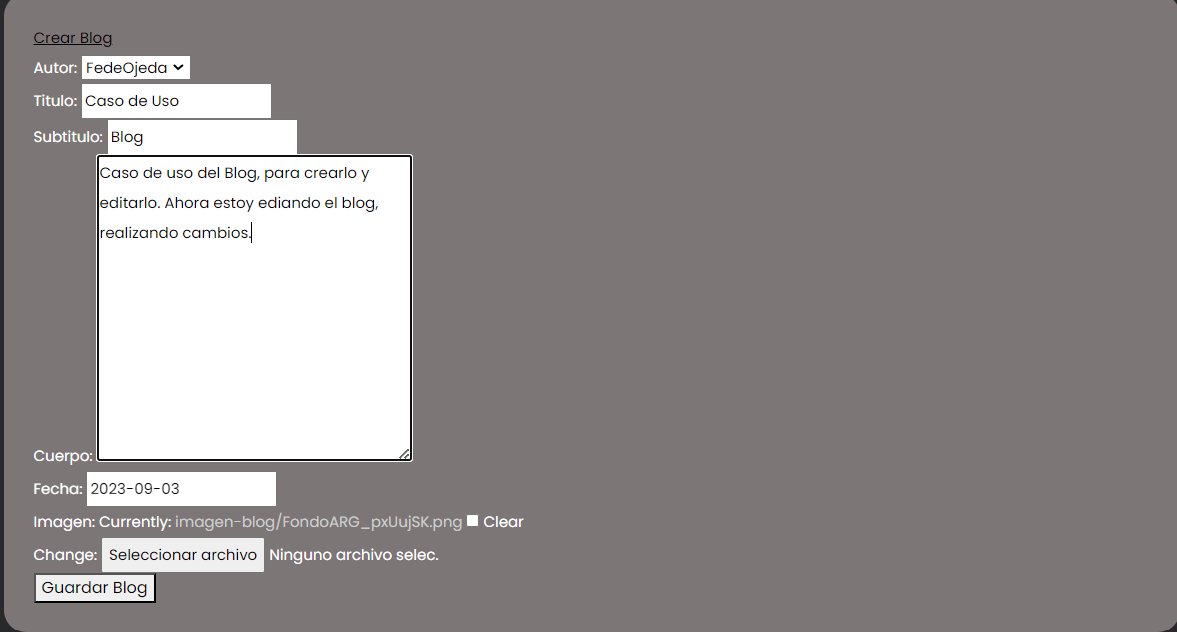 Crear Blog
Autor: FedeOjeda
Titulo: Caso de Uso
Subtitulo: Blog
Caso de uso del Blog, para crearlo y
editarlo. Ahora estoy ediando el blog,
realizando cambios.
Cuerpo:
Fecha: 2023-09-03
Imagen: Currently: imagen-blog/FondoARG_pxUujSK.png Clear
Change: Seleccionar archivo Ninguno archivo selec.
Guardar Blog